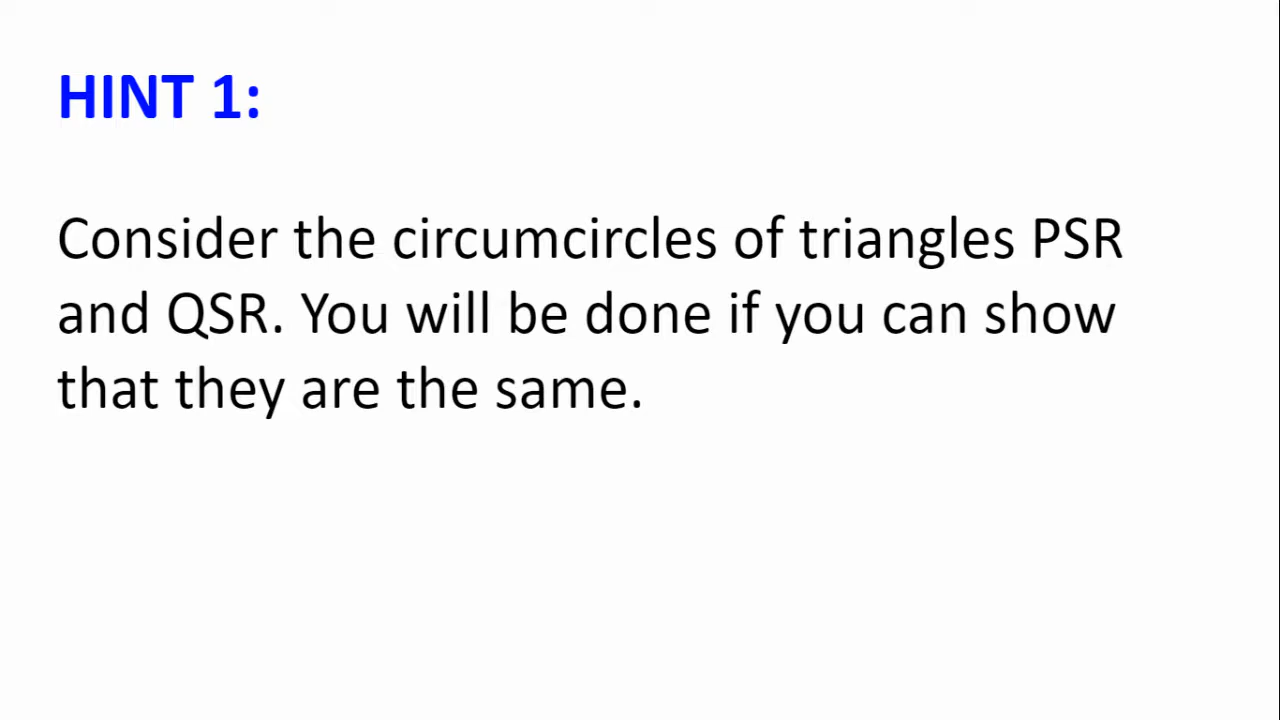 HINT 1:
Consider the circumcircles of triangles PSR
and QSR. You will be done if you can show
that they are the same.